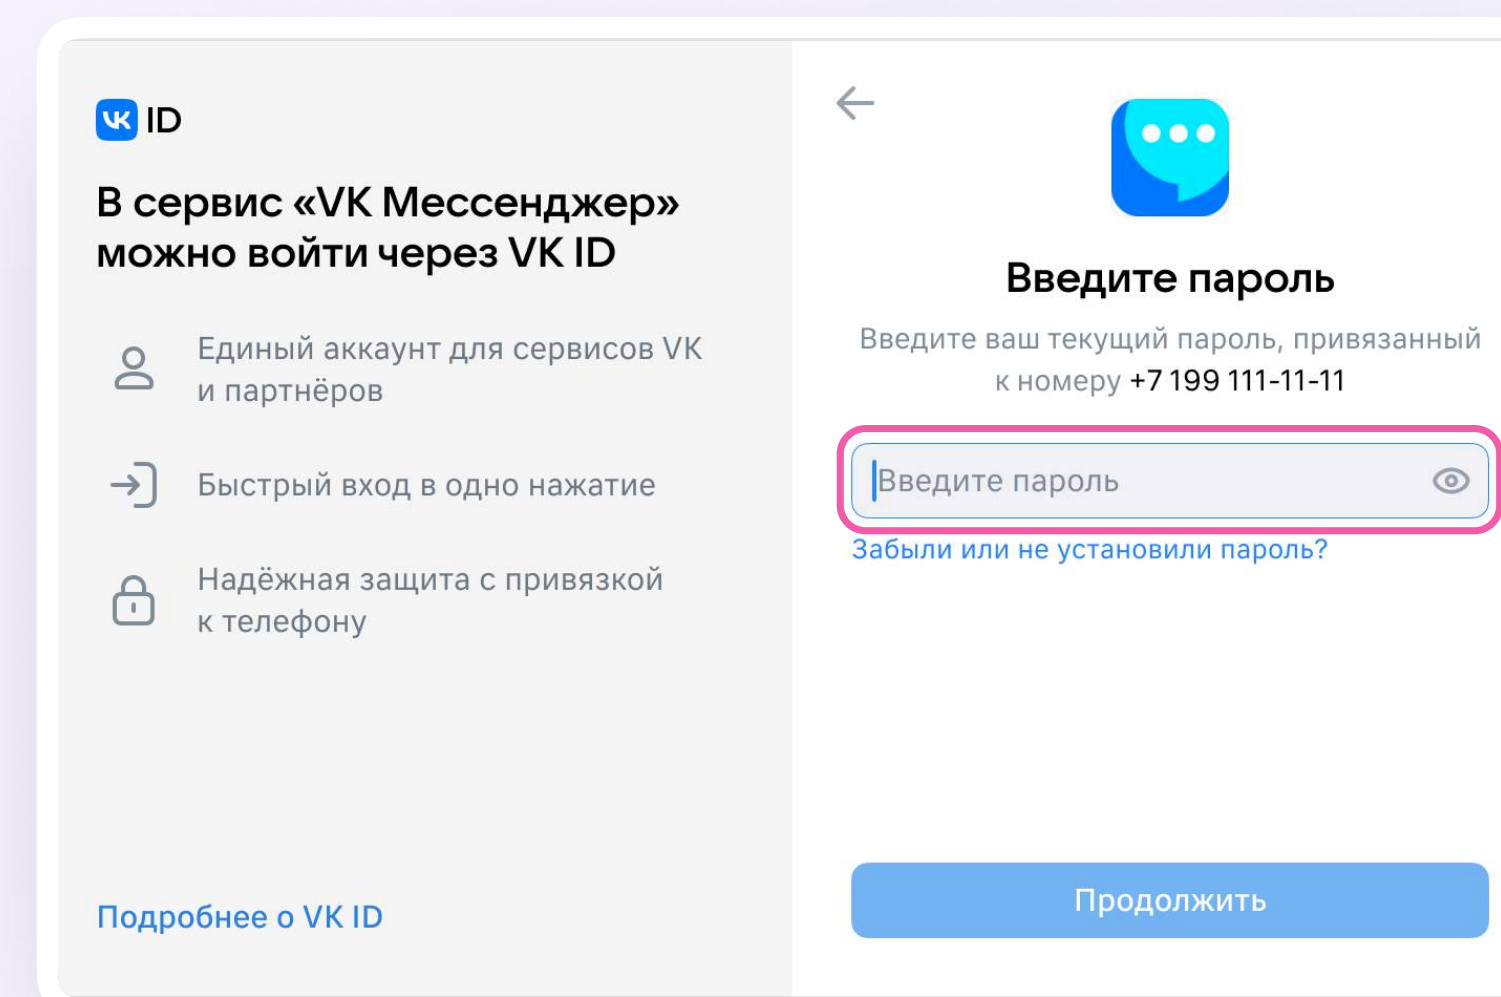 VK ID
В сервис «VK Мессенджер»
можно войти через VK ID
Единый аккаунт для сервисов VK
и партнёров
Быстрый вход в одно нажатие
Надёжная защита с привязкой
к телефону
Подробнее о VK ID
Введите пароль
Введите ваш текущий пароль, привязанный
к номеру +7 199 111-11-11
Введите пароль
Забыли или не установили пароль?
Продолжить